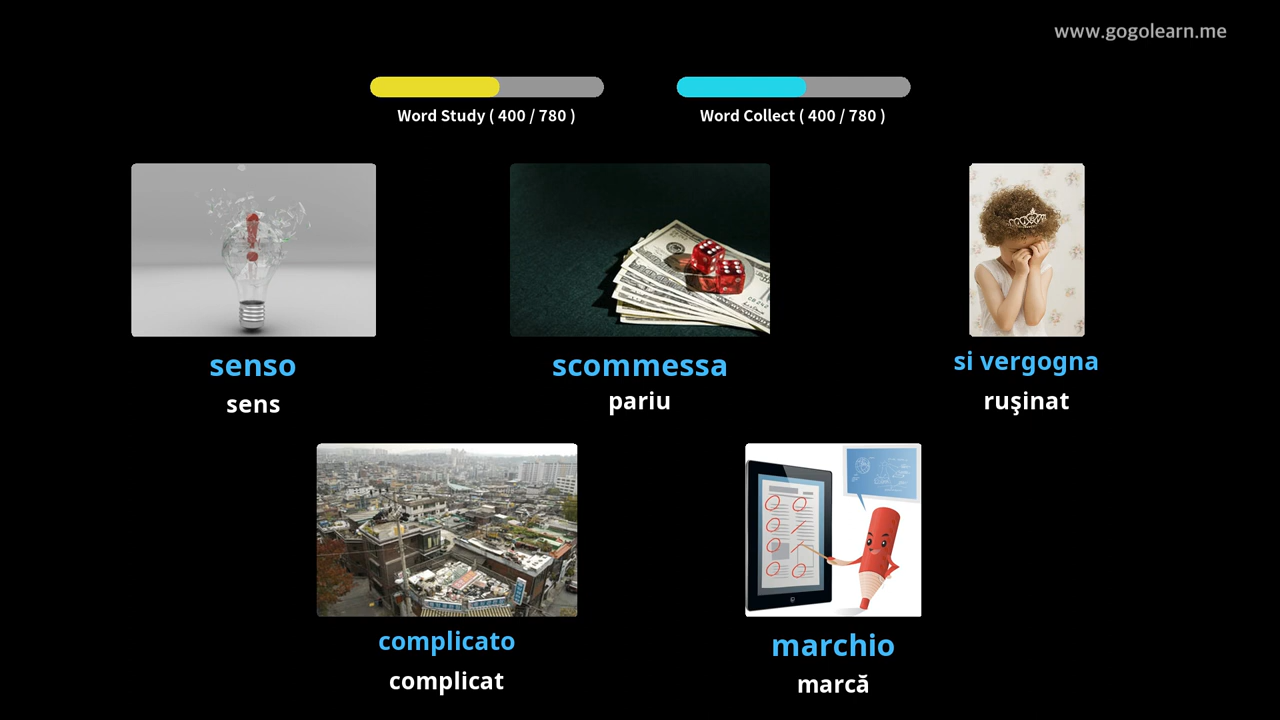 www.gogolearn.me
Word Study ( 400 / 780 )
Word Collect ( 400 / 780 )
senso
sens
scommessa
pariu
si vergogna
ruşinat
complicato
complicat
marchio
marcă